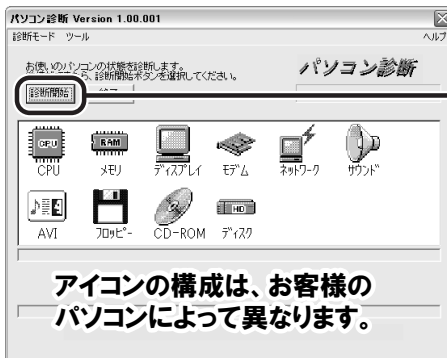 パソコン診断 Version 1.00.001
診断モード ツール ヘルプ
お使いのパソコンの状態を診断します。
診断開始ボタンを選択してください。
パソコン診断
診断開始
CPU
RAM
CPU メモリ ディスプレイ モデム ネットワーク サウンド
HD
AVI フロッピー CD-ROM ディスク
アイコンの構成は、お客様の
パソコンによって異なります。